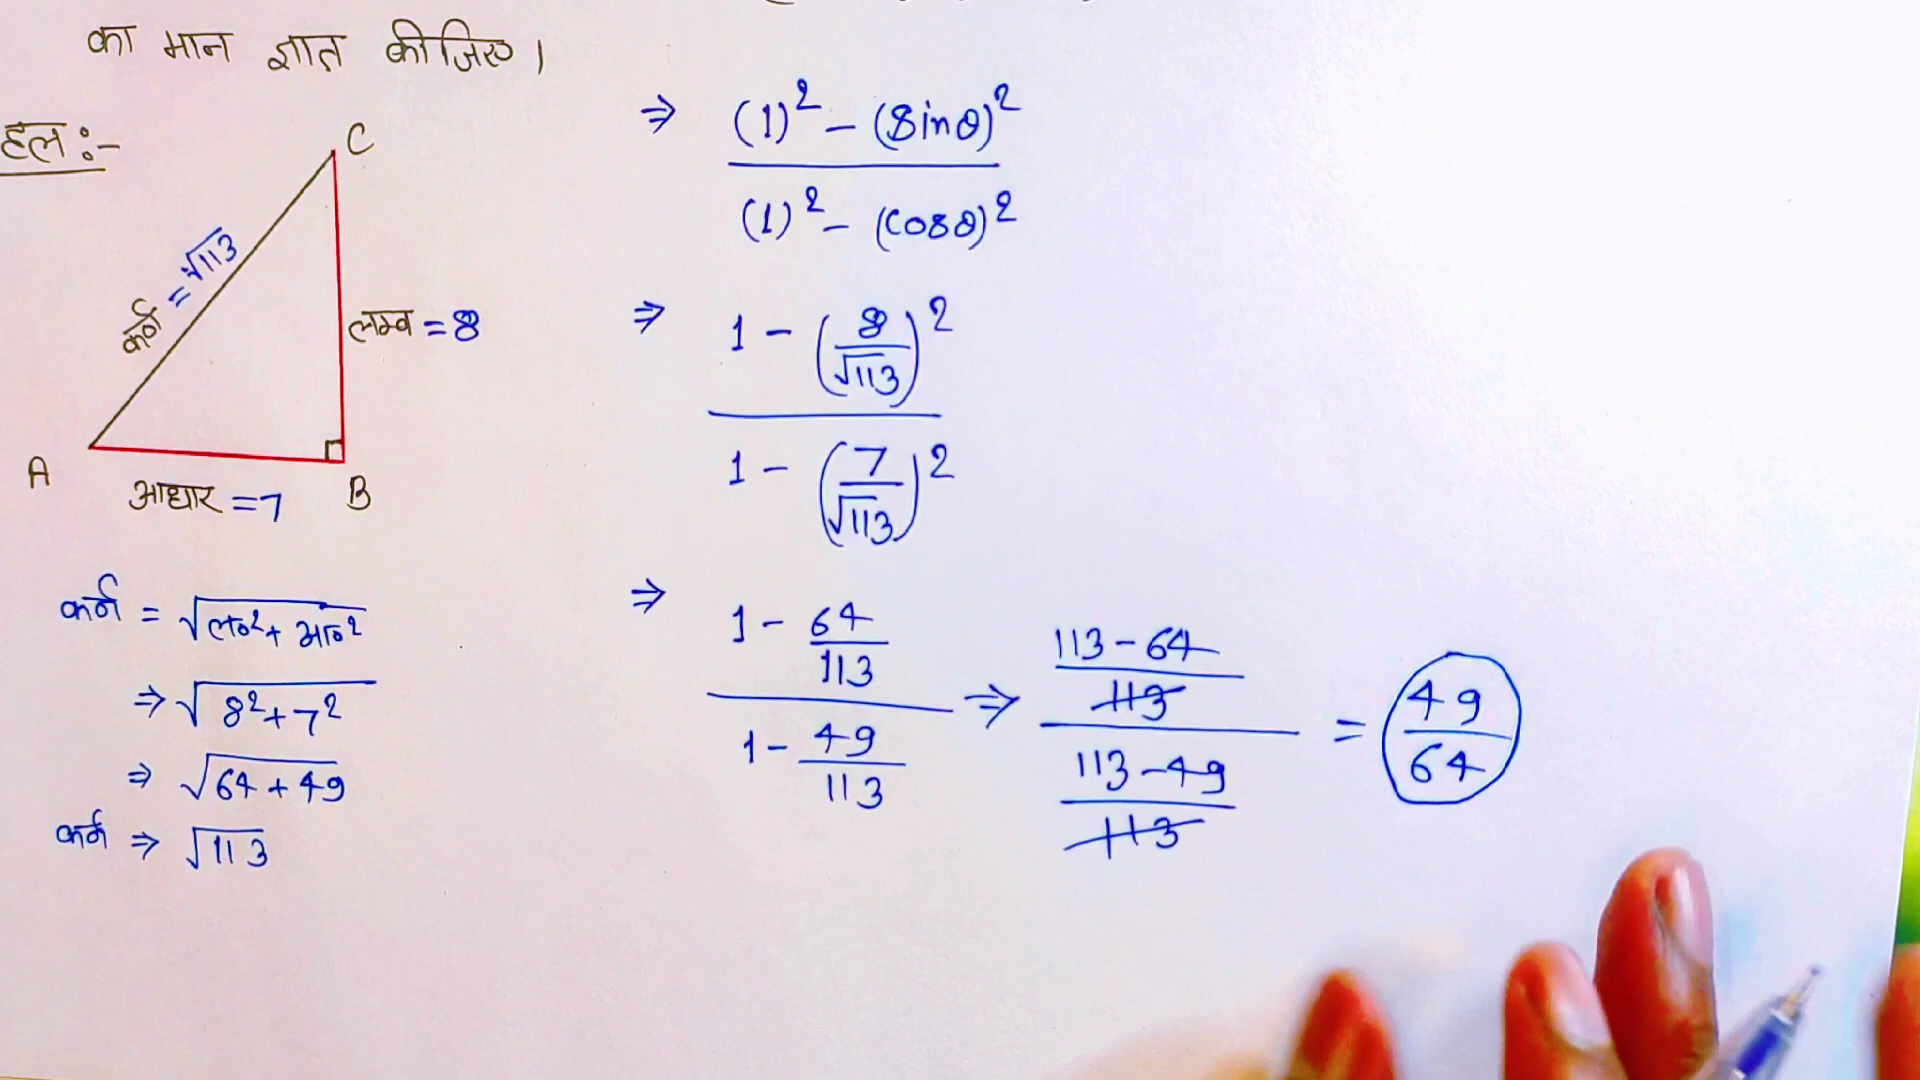 का मान ज्ञात कीजिए।
हल :-
C
कर्ण = √113
लम्ब = 8
A
आधार = 7
B
कर्ण = √(ल०² + आ०²)
⇒ √(8² + 7²)
⇒ √(64 + 49)
कर्ण ⇒ √113
⇒ (1)² - (Sinθ)²
(1)² - (Cosθ)²
⇒ 1 - (8/√113)²
1 - (7/√113)²
⇒ 1 - 64/113
1 - 49/113
⇒ 113 - 64
113
113 - 49
113
= 49/64